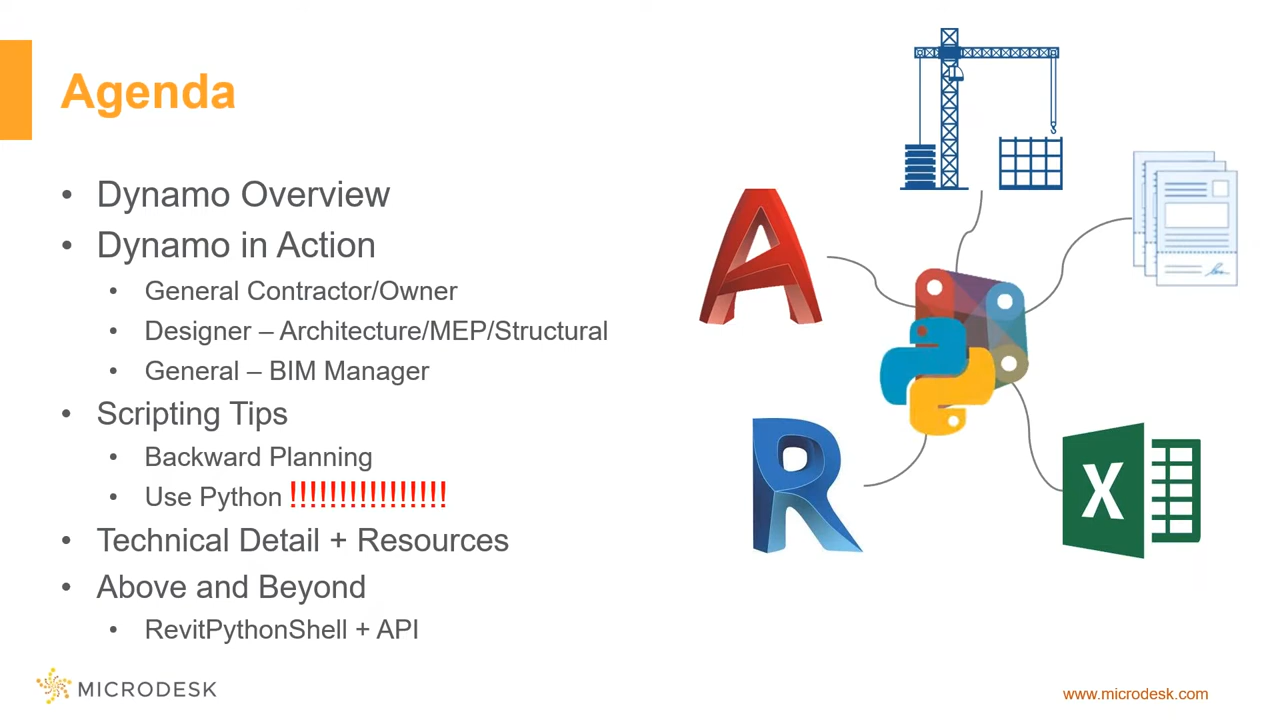 Agenda
• Dynamo Overview
• Dynamo in Action
• General Contractor/Owner
• Designer – Architecture/MEP/Structural
• General – BIM Manager
• Scripting Tips
• Backward Planning
• Use Python !!!!!!!!!!!!!!!!
• Technical Detail + Resources
• Above and Beyond
• RevitPythonShell + API
MICRODESK
www.microdesk.com
A
R
X